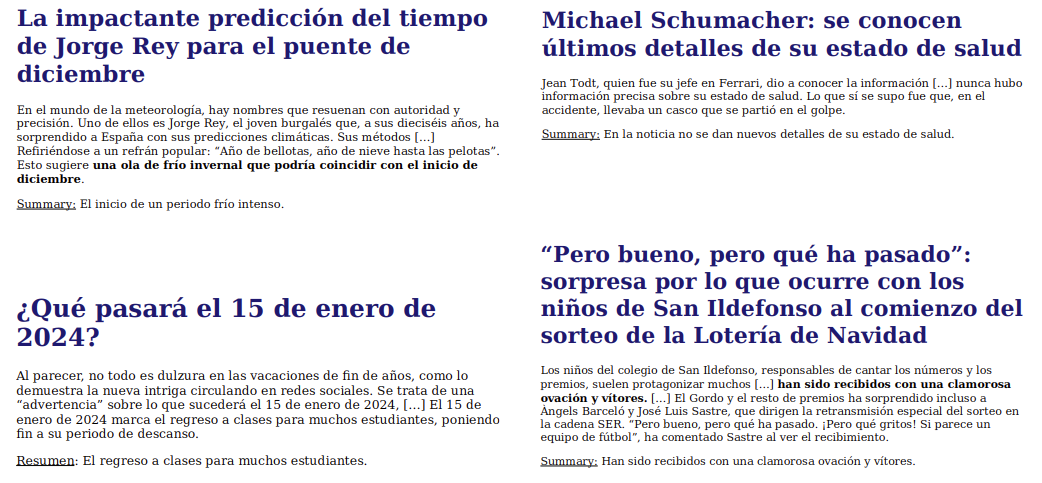 La impactante predicción del tiempo
de Jorge Rey para el puente de
diciembre
En el mundo de la meteorología, hay nombres que resuenan con autoridad y
precisión. Uno de ellos es Jorge Rey, el joven burgalés que, a sus dieciséis años, ha
sorprendido a España con sus predicciones climáticas. Sus métodos [...]
Refiriéndose a un refrán popular: “Año de bellotas, año de nieve hasta las pelotas”.
Esto sugiere una ola de frío invernal que podría coincidir con el inicio de
diciembre.
Summary: El inicio de un periodo frío intenso.
¿Qué pasará el 15 de enero de
2024?
Al parecer, no todo es dulzura en las vacaciones de fin de años, como lo
demuestra la nueva intriga circulando en redes sociales. Se trata de una
“advertencia” sobre lo que sucederá el 15 de enero de 2024, [...] El 15 de
enero de 2024 marca el regreso a clases para muchos estudiantes, poniendo
fin a su periodo de descanso.
Resumen: El regreso a clases para muchos estudiantes.
Michael Schumacher: se conocen
últimos detalles de su estado de salud
Jean Todt, quien fue su jefe en Ferrari, dio a conocer la información [...] nunca hubo
información precisa sobre su estado de salud. Lo que sí se supo fue que, en el
accidente, llevaba un casco que se partió en el golpe.
Summary: En la noticia no se dan nuevos detalles de su estado de salud.
“Pero bueno, pero qué ha pasado”:
sorpresa por lo que ocurre con los
niños de San Ildefonso al comienzo del
sorteo de la Lotería de Navidad
Los niños del colegio de San Ildefonso, responsables de cantar los números y los
premios, suelen protagonizar muchos [...] han sido recibidos con una clamorosa
ovación y vítores. [...] El Gordo y el resto de premios ha sorprendido incluso a
Àngels Barceló y José Luis Sastre, que dirigen la retransmisión especial del sorteo en
la cadena SER. “Pero bueno, pero qué ha pasado. ¡Pero qué gritos! Si parece un
equipo de fútbol”, ha comentado Sastre al ver el recibimiento.
Summary: Han sido recibidos con una clamorosa ovación y vítores.